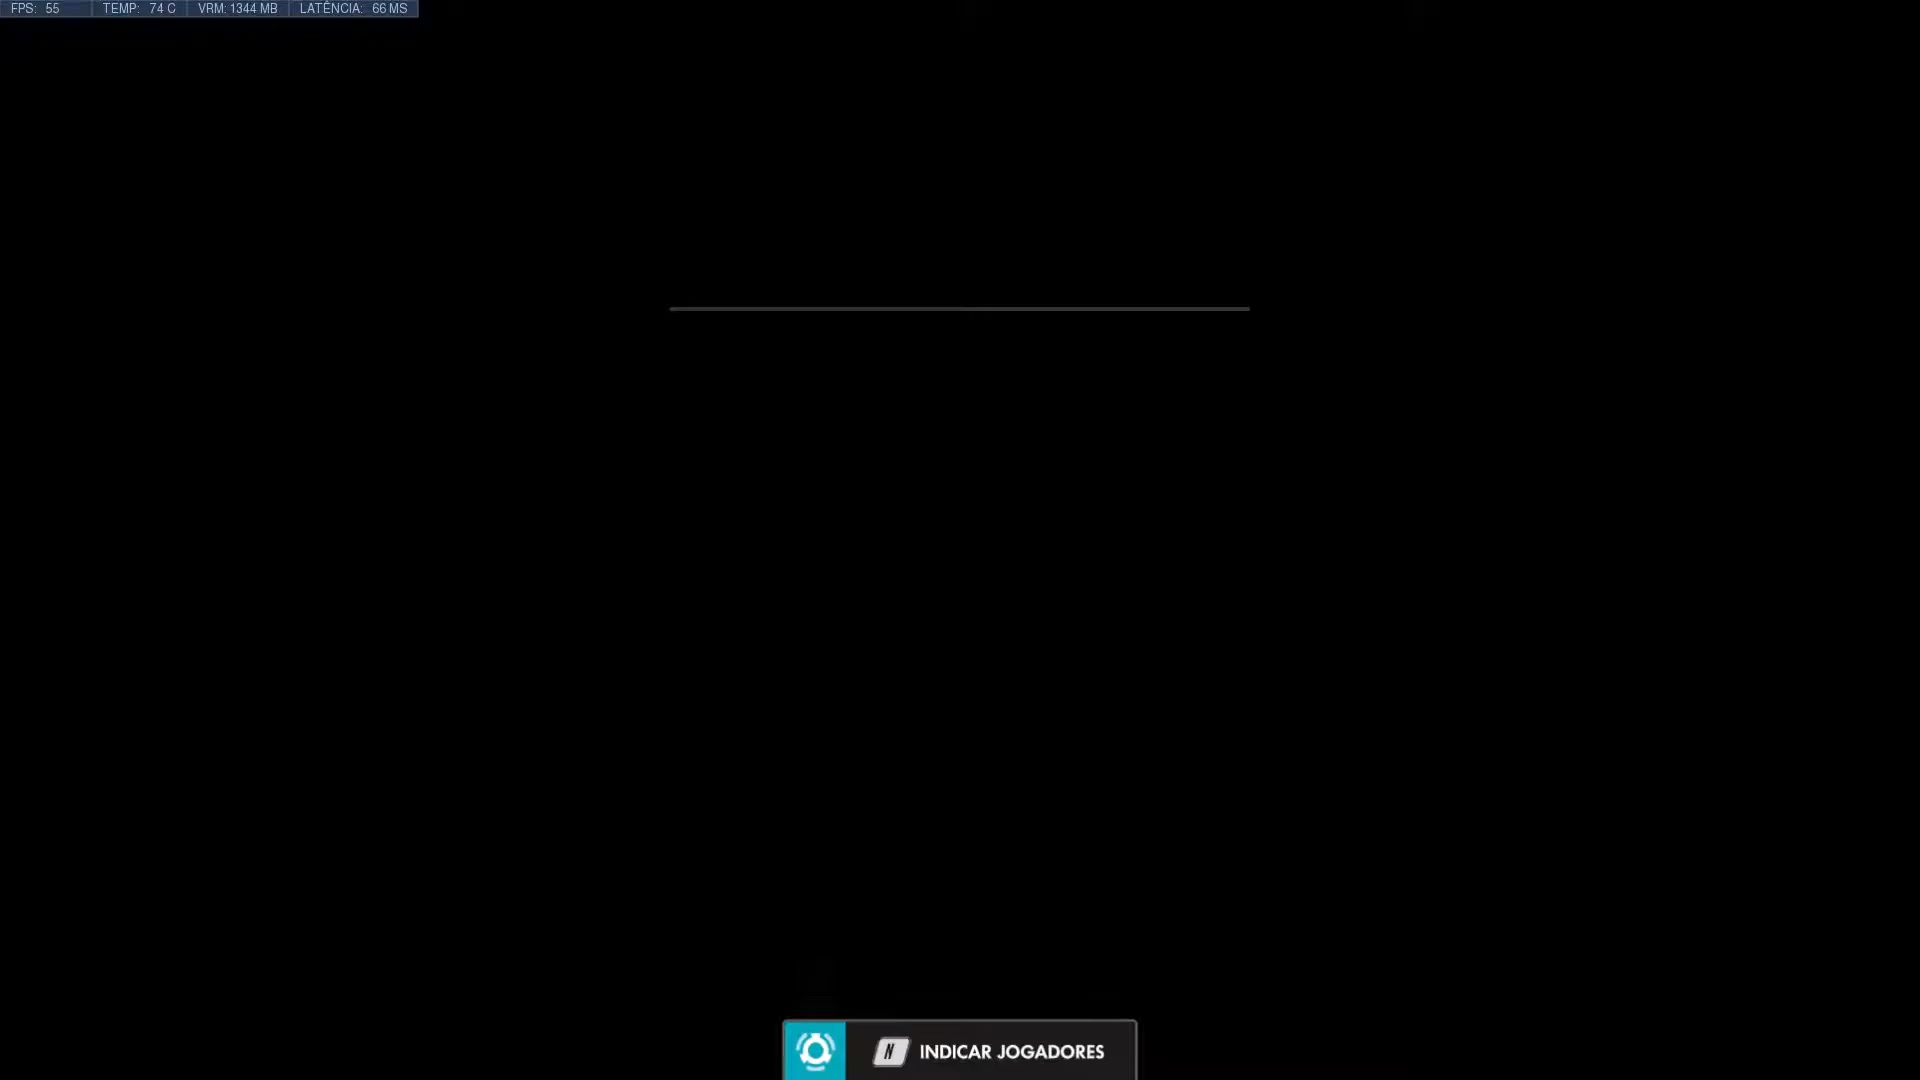 FPS: 55 TEMP: 74 C VRM: 1344 MB LATÊNCIA: 66 MS
N INDICAR JOGADORES